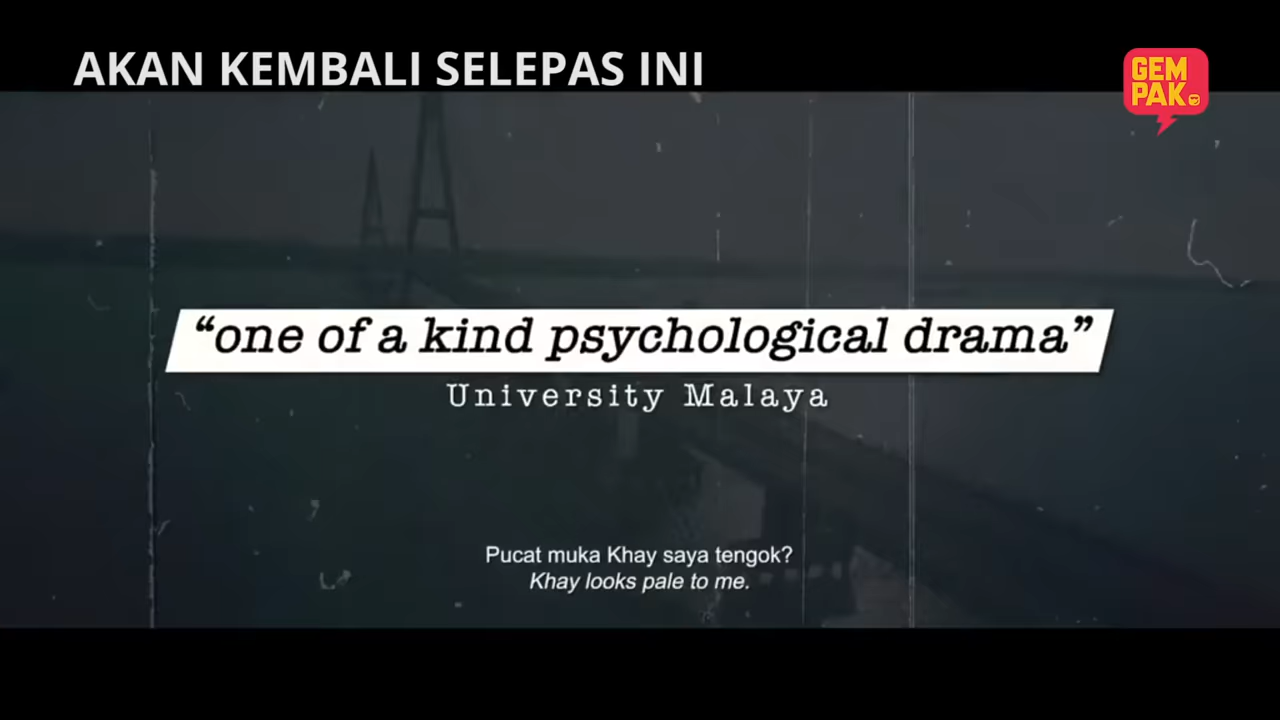 AKAN KEMBALI SELEPAS INI
GEM
PAK
“one of a kind psychological drama”
University Malaya
Pucat muka Khay saya tengok?
Khay looks pale to me.